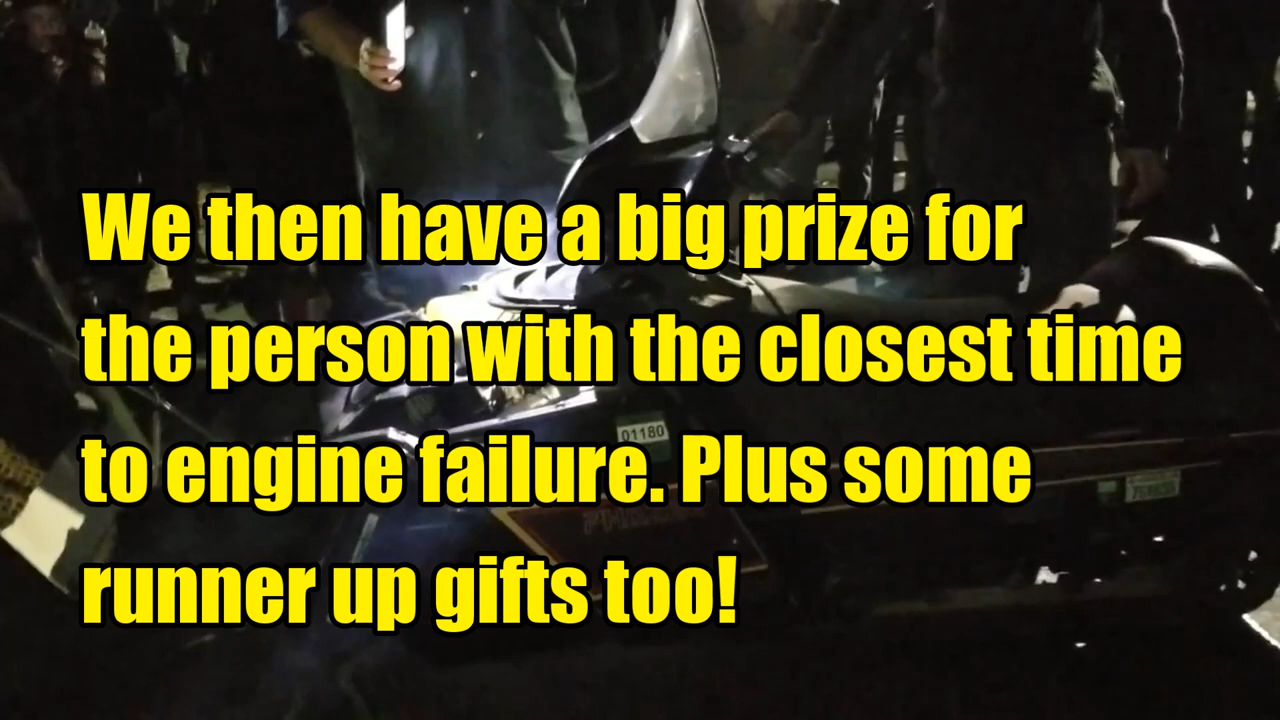 We then have a big prize for
the person with the closest time
to engine failure. Plus some
runner up gifts too!
01180